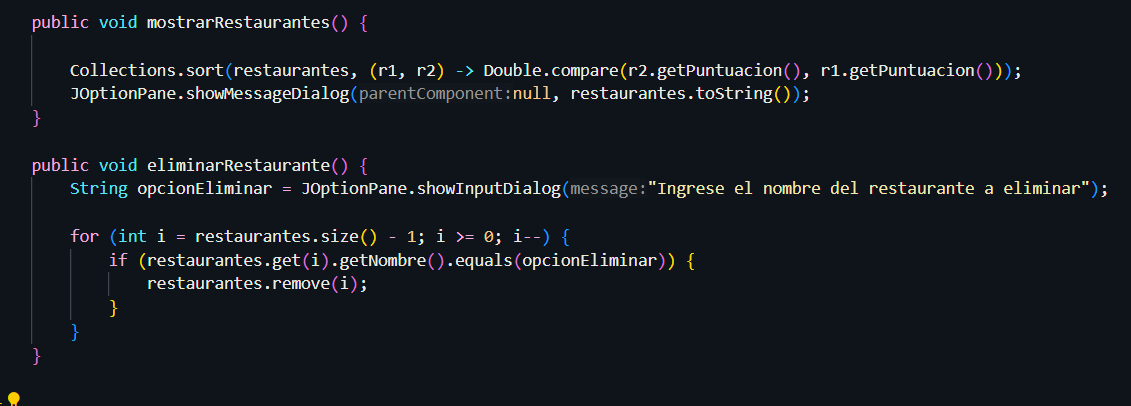 public void mostrarRestaurantes() {
Collections.sort(restaurantes, (r1, r2) -> Double.compare(r2.getPuntuacion(), r1.getPuntuacion()));
JOptionPane.showMessageDialog(parentComponent:null, restaurantes.toString());
}
public void eliminarRestaurante() {
String opcionEliminar = JOptionPane.showInputDialog(message:"Ingrese el nombre del restaurante a eliminar");
for (int i = restaurantes.size() - 1; i >= 0; i--) {
if (restaurantes.get(i).getNombre().equals(opcionEliminar)) {
restaurantes.remove(i);
}
}
}